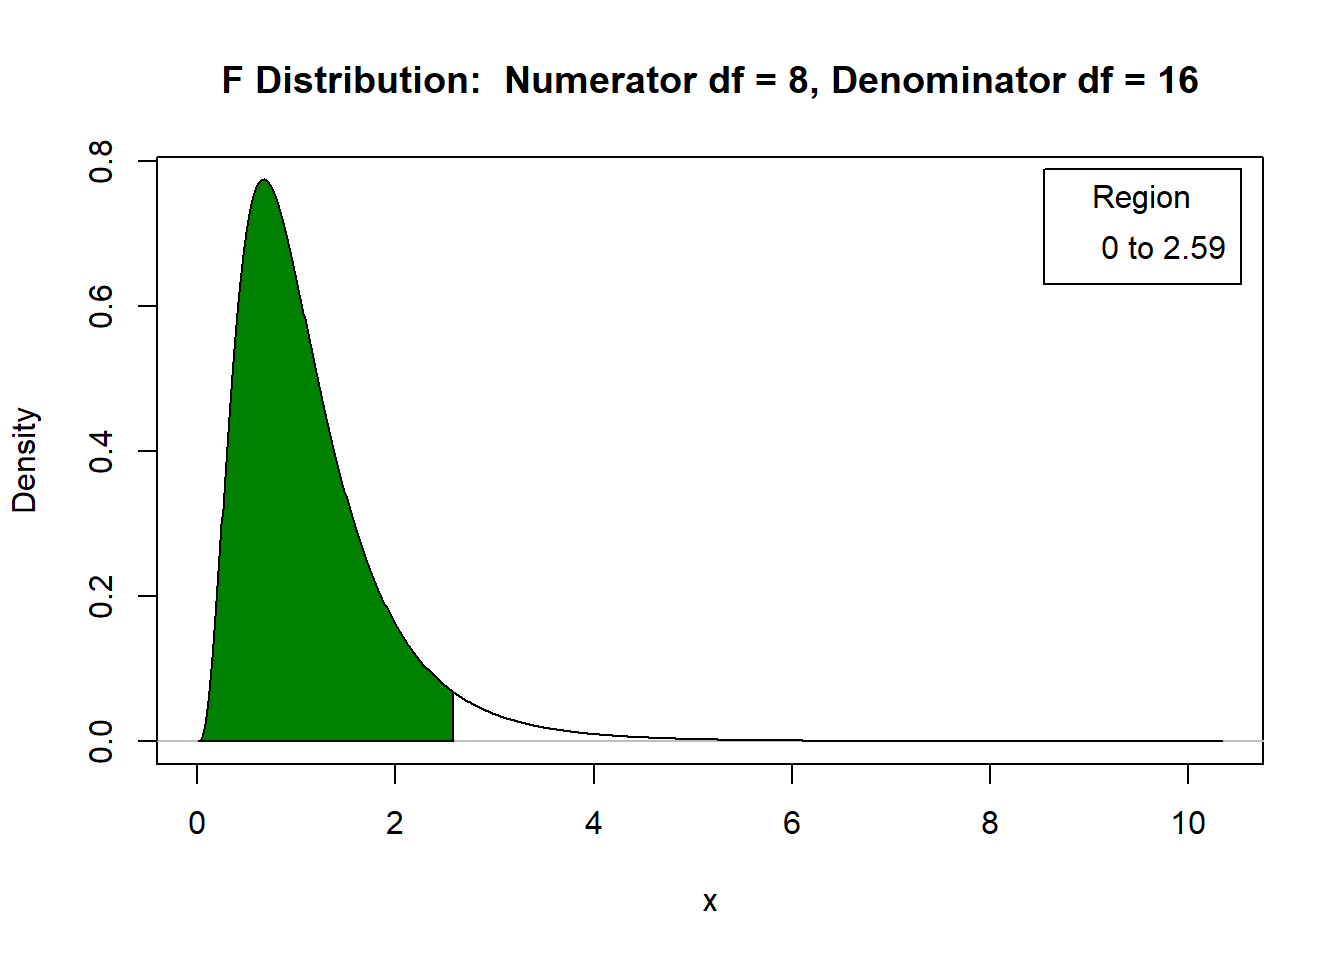 F Distribution:  Numerator df = 8, Denominator df = 16
Region
0 to 2.59
Density
0.8
0.6
0.4
0.2
0.0
0 2 4 6 8 10
x